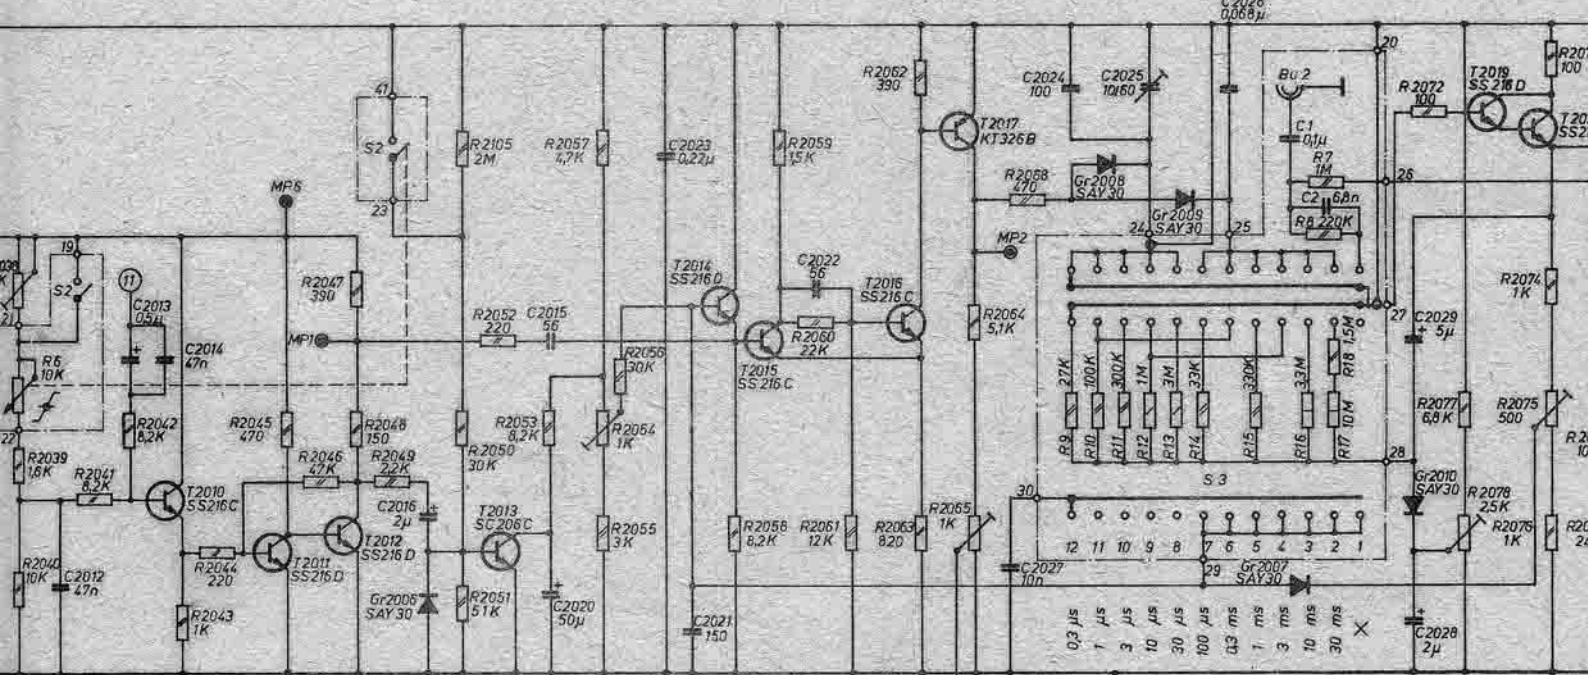 C2026
0,068µ
20
R2062
390
C2024
100
C2025
10/60
Bu2
R2072
100
T2019
SS216D
100
41
S2
R2105
2M
R2057
4,7K
C2023
0,22µ
R2059
1,5K
T2017
KT326B
C1
0,1µ
R7
1M
26
MP6
23
R2068
470
Gr2008
SAY30
Gr2009
SAY30
C2
6,8n
R8 220K
24
25
MP2
19
11
S2
C2013
0,5µ
21
R2047
390
T2014
SS216D
C2022
56
T2016
SS216C
R2074
1K
27
C2014
47n
MP1
R2052
220
C2015
56
R2060
22K
R2064
5,1K
C2029
5µ
R6
10K
T2015
SS216C
R2056
30K
27K
100K
300K
1M
3M
33K
330K
3,3M
R18
1,5M
22
R2042
8,2K
R2045
470
R2048
150
R2053
8,2K
R2054
1K
R9
R10
R11
R12
R13
R14
R15
R16
R17
10M
R2077
6,8K
R2075
500
R2039
1,6K
R2041
8,2K
R2046
47K
R2049
2,2K
R2050
30K
28
S3
T2010
SS216C
C2016
2µ
T2013
SC206C
30
R2065
1K
Gr2010
SAY30
R2078
2,5K
R2076
1K
R2055
3K
R2058
8,2K
R2061
12K
R2063
820
R2044
220
T2011
SS216D
T2012
SS216D
12 11 10 9 8 7 6 5 4 3 2 1
R2040
10K
C2012
47n
C2027
10n
29
Gr2007
SAY30
R2043
1K
Gr2006
SAY30
R2051
51K
C2020
50µ
C2021
150
0,3 µs
1 µs
3 µs
10 µs
30 µs
100 µs
0,3 ms
1 ms
3 ms
10 ms
30 ms
X
C2028
2µ